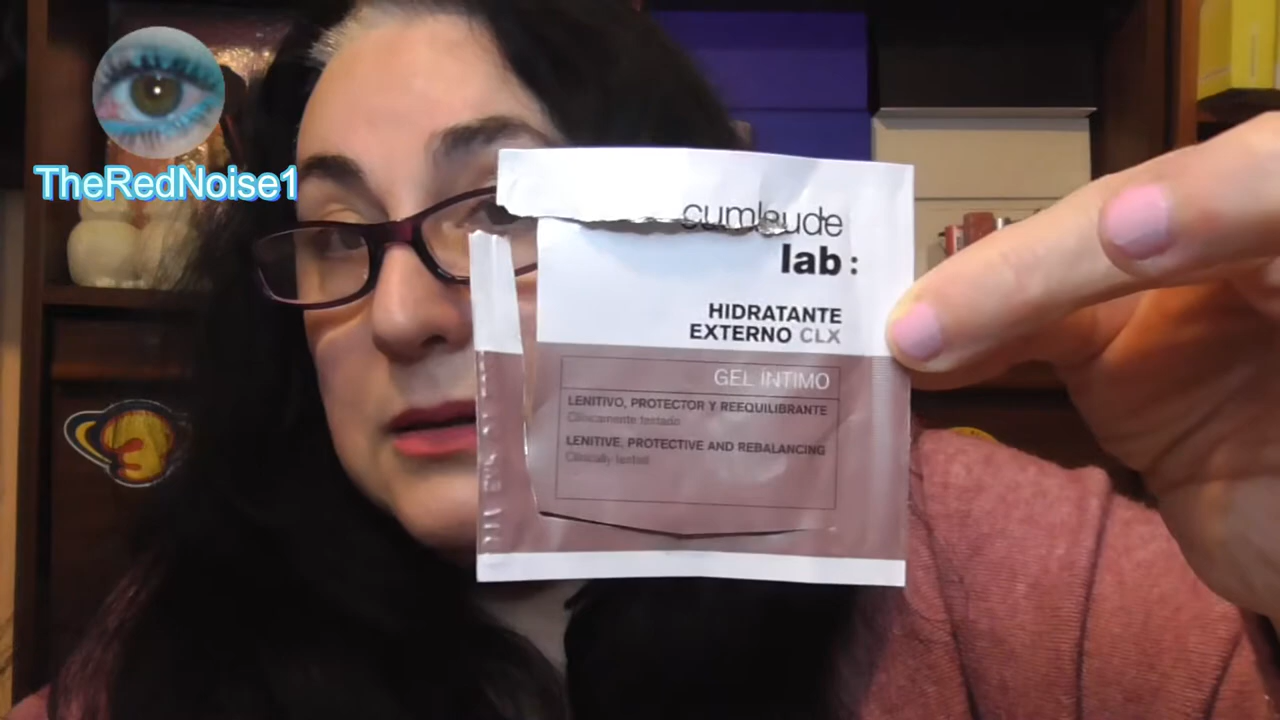 TheRedNoise1
cumlaude
lab:
HIDRATANTE
EXTERNO CLX
GEL INTIMO
LENITIVO, PROTECTOR Y REEQUILIBRANTE
Clínicamente testado
LENITIVE, PROTECTIVE AND REBALANCING
Clinically tested
3